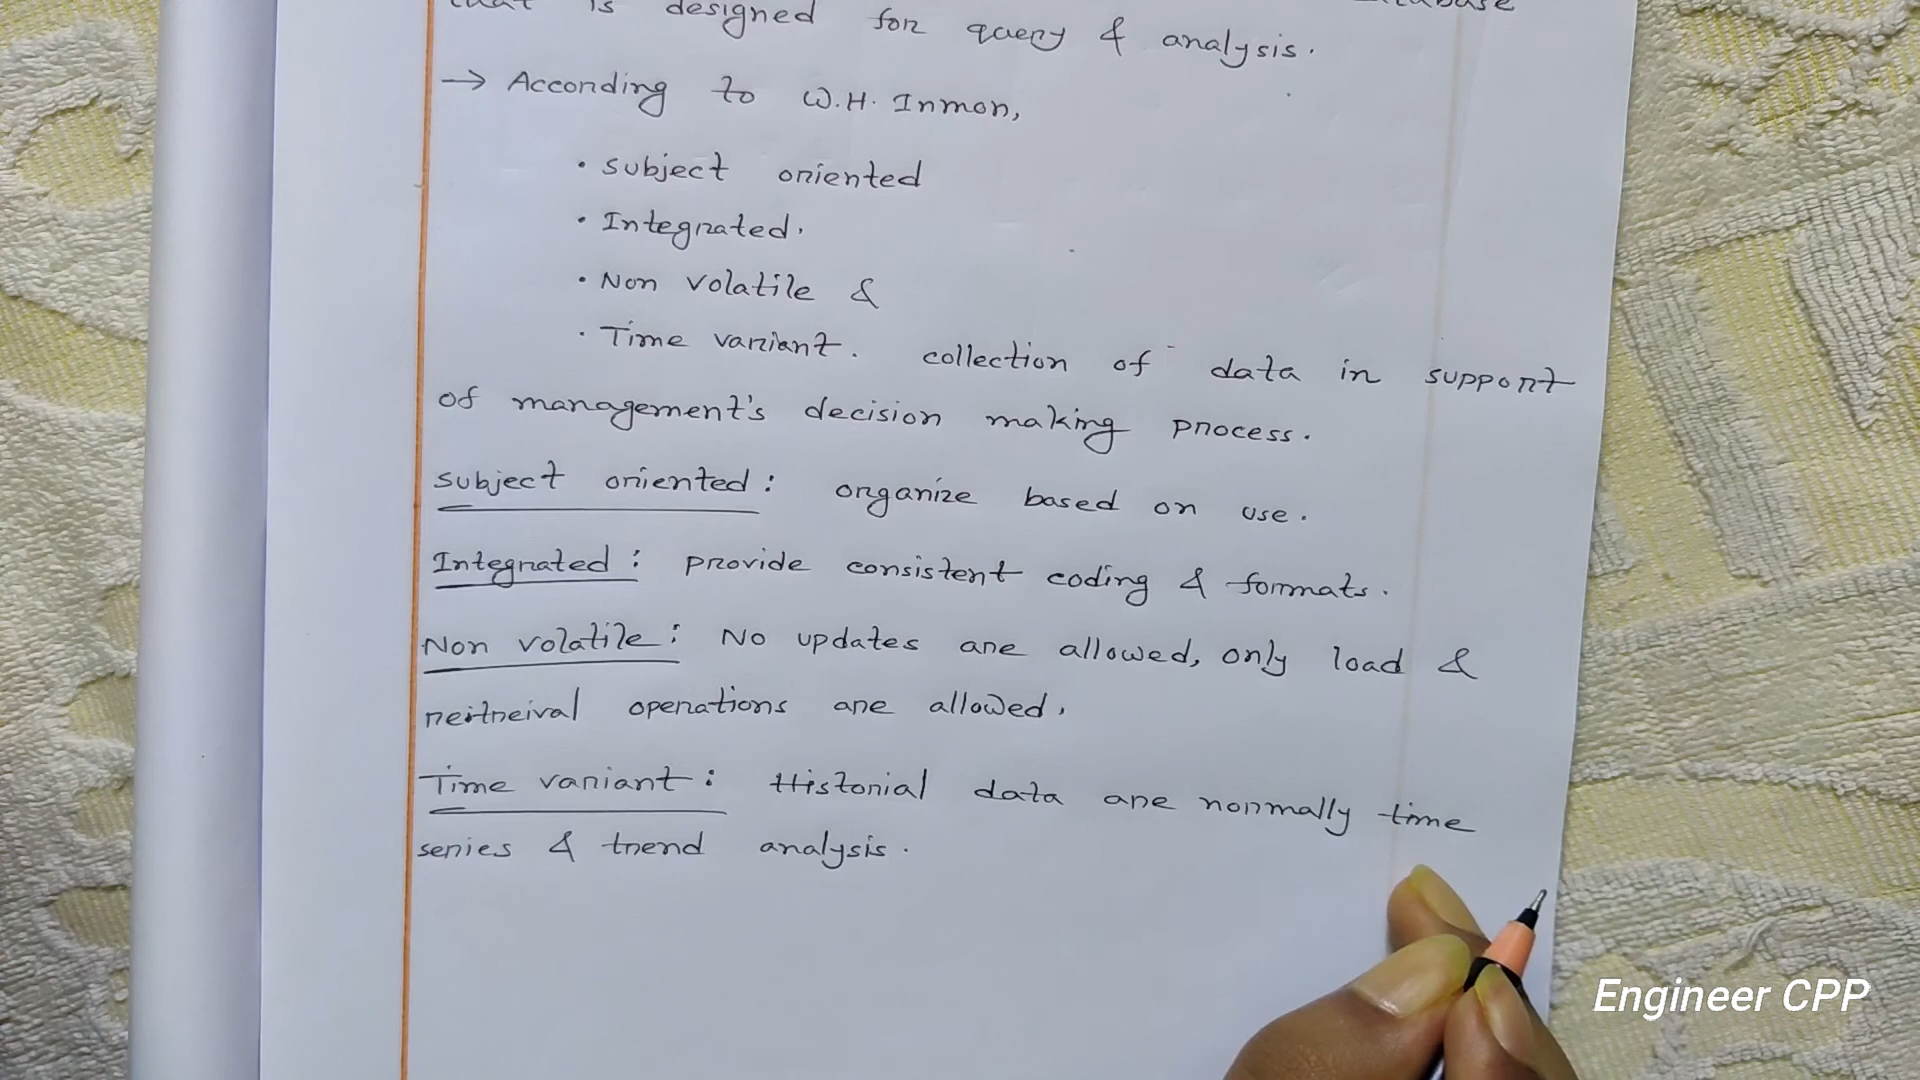 that is designed for query & analysis.
→ According to W.H. Inmon,
• subject oriented
• Integrated,
• Non volatile &
• Time variant. collection of data in support
of management's decision making process.
subject oriented: organize based on use.
Integrated: provide consistent coding & formats.
Non volatile: No updates are allowed, only load &
reitreival operations are allowed,
Time variant: Historial data are normally time
series & trend analysis.
Engineer CPP